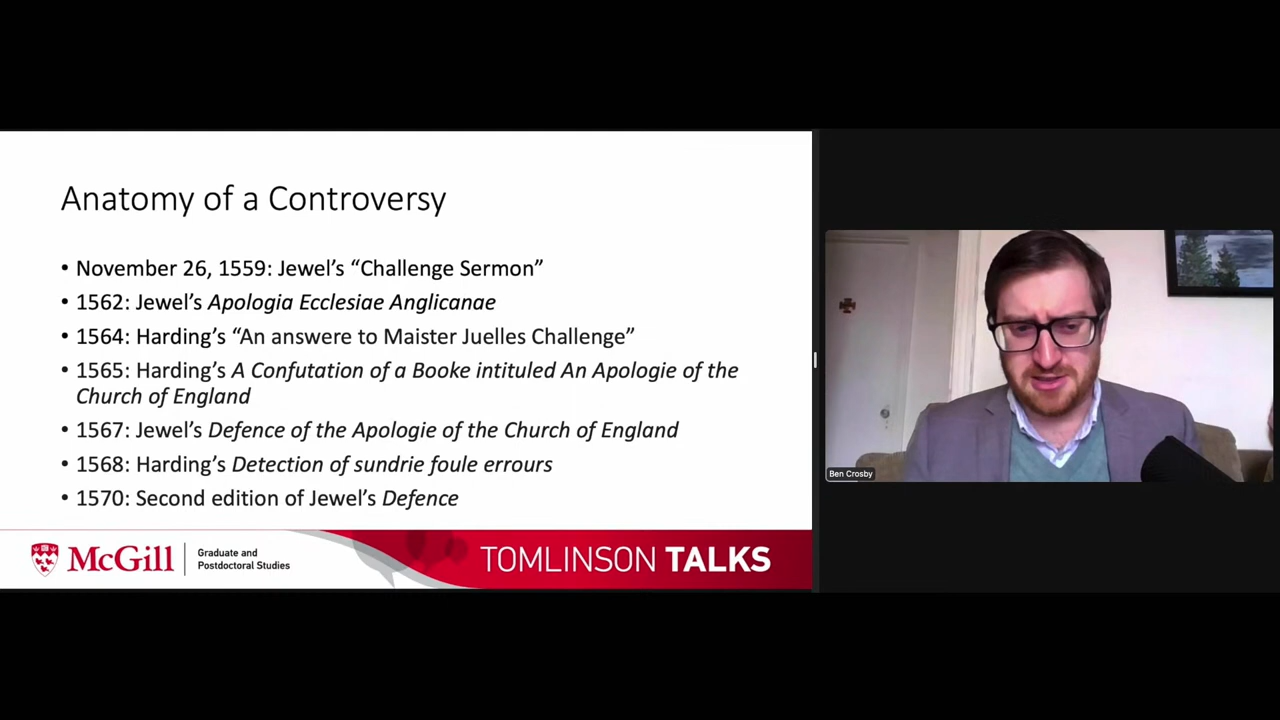 Anatomy of a Controversy
• November 26, 1559: Jewel’s “Challenge Sermon”
• 1562: Jewel’s Apologia Ecclesiae Anglicanae
• 1564: Harding’s “An answere to Maister Juelles Challenge”
• 1565: Harding’s A Confutation of a Booke intituled An Apologie of the
Church of England
• 1567: Jewel’s Defence of the Apologie of the Church of England
• 1568: Harding’s Detection of sundrie foule errours
• 1570: Second edition of Jewel’s Defence
McGill
Graduate and
Postdoctoral Studies
TOMLINSON TALKS
Ben Crosby